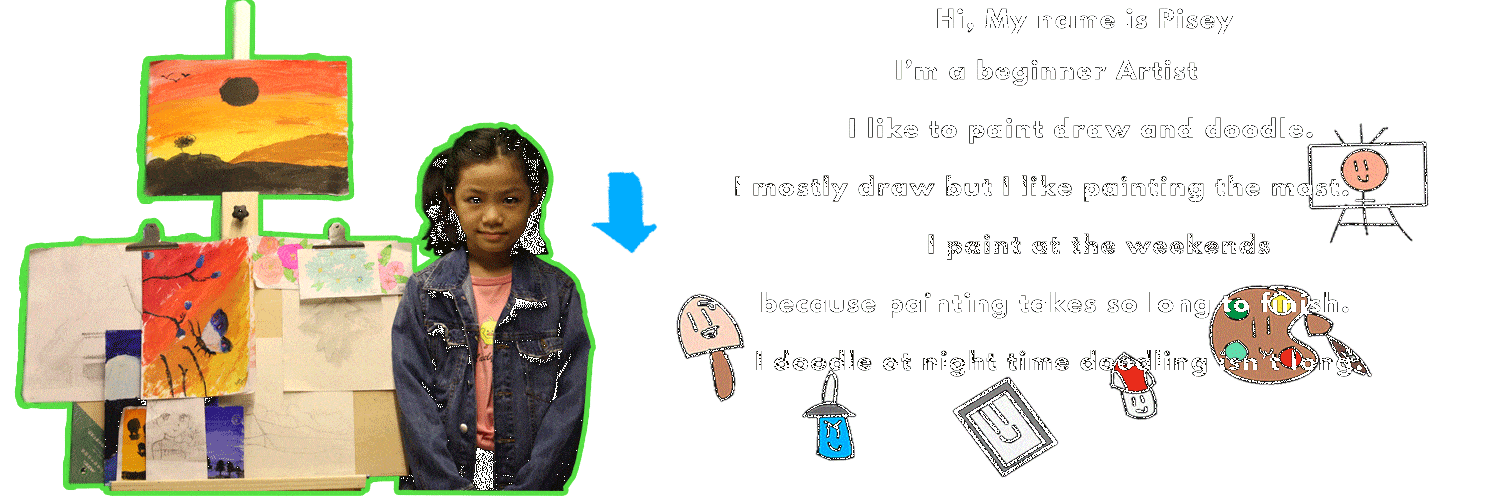 Hi, My name is Pisey
I'm a beginner Artist
I like to paint draw and doodle.
I mostly draw but I like painting the most.
I paint at the weekends
because painting takes so long to finish.
I doodle at night time doodling isn't long.